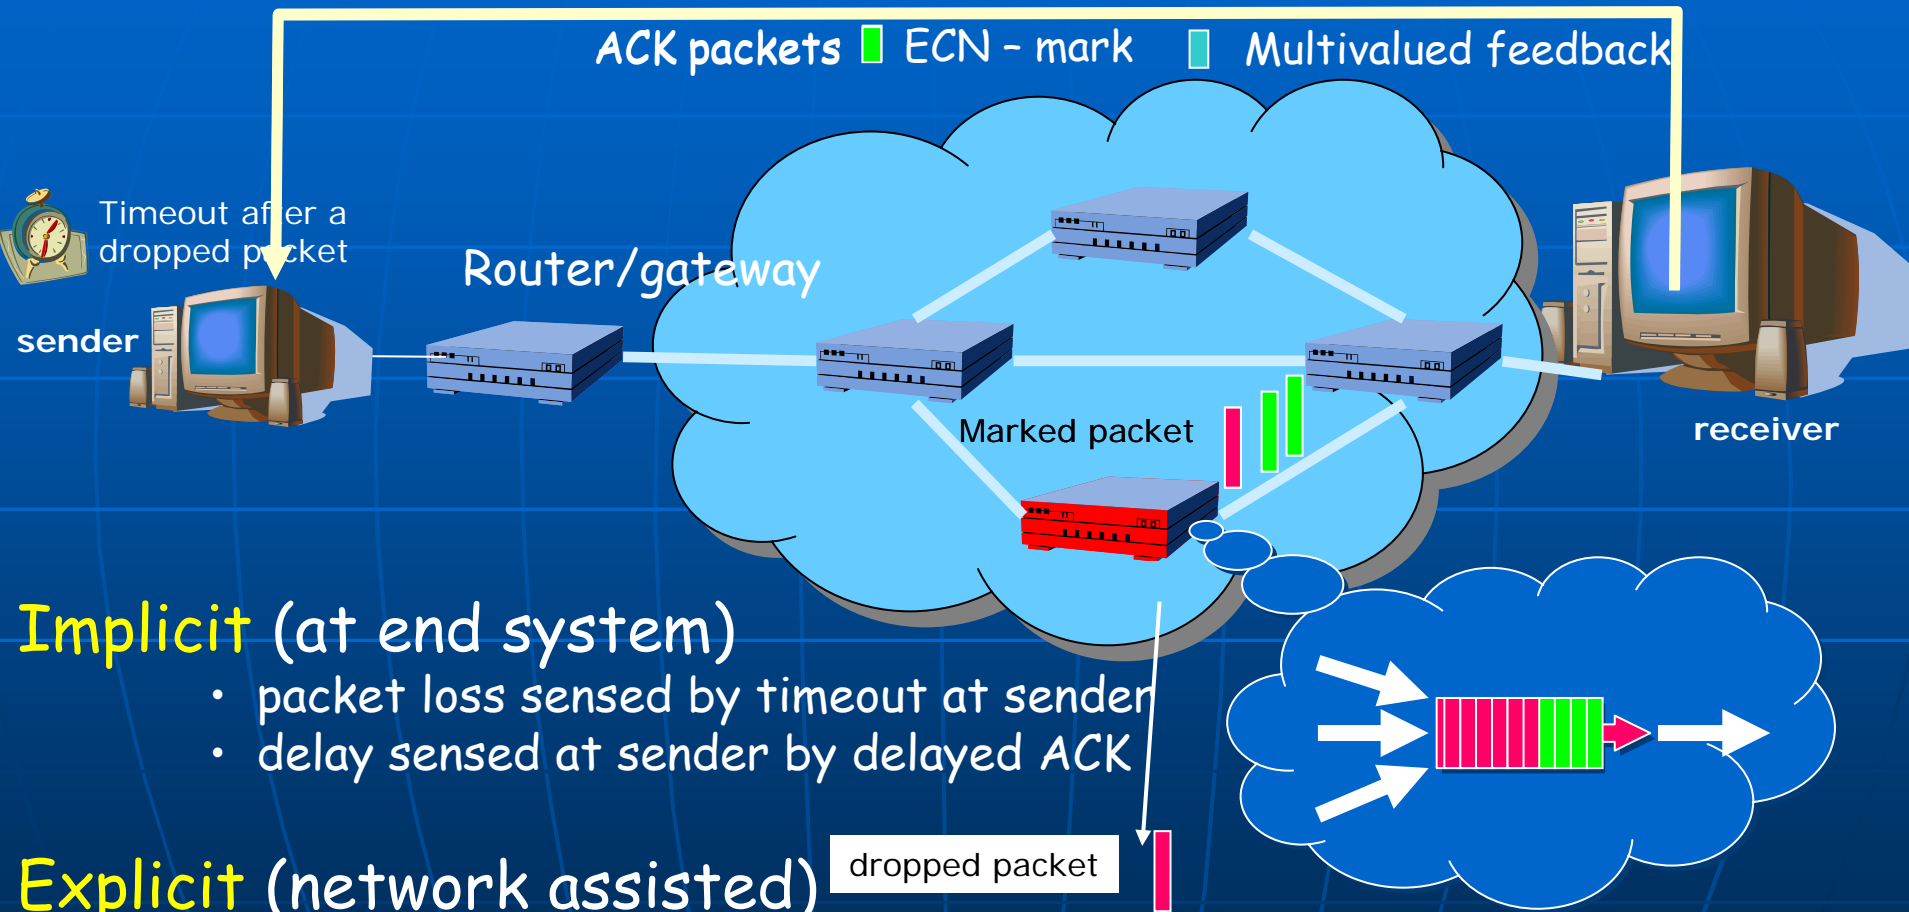 ACK packets ECN – mark Multivalued feedback
Timeout after a
dropped packet
Router/gateway
sender
Marked packet
receiver
Implicit (at end system)
• packet loss sensed by timeout at sender
• delay sensed at sender by delayed ACK
dropped packet
Explicit (network assisted)